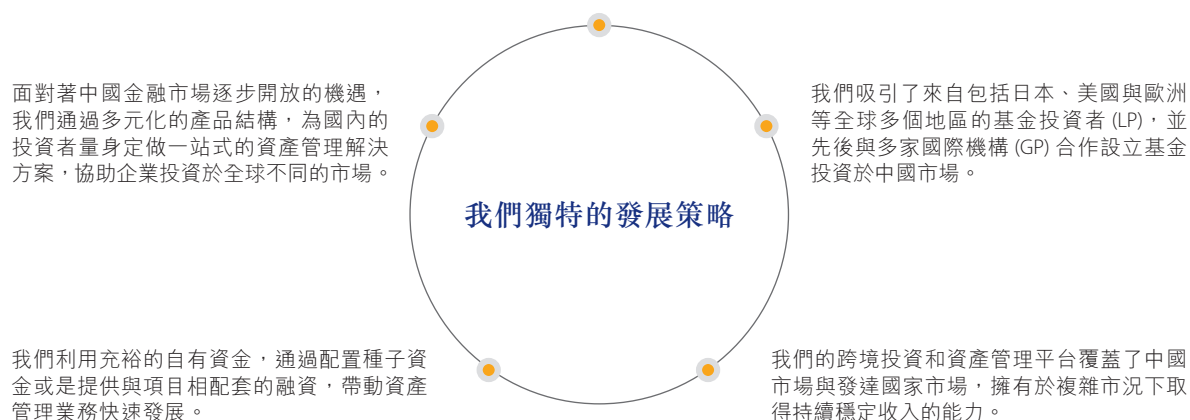 面對著中國金融市場逐步開放的機遇，
我們通過多元化的產品結構，為國內的
投資者量身定做一站式的資產管理解決
方案，協助企業投資於全球不同的市場。
我們吸引了來自包括日本、美國與歐洲
等全球多個地區的基金投資者 (LP)，並
先後與多家國際機構 (GP) 合作設立基金
投資於中國市場。
我們獨特的發展策略
我們利用充裕的自有資金，通過配置種子資
金或是提供與項目相配套的融資，帶動資產
管理業務快速發展。
我們的跨境投資和資產管理平台覆蓋了中國
市場與發達國家市場，擁有於複雜市況下取
得持續穩定收入的能力。